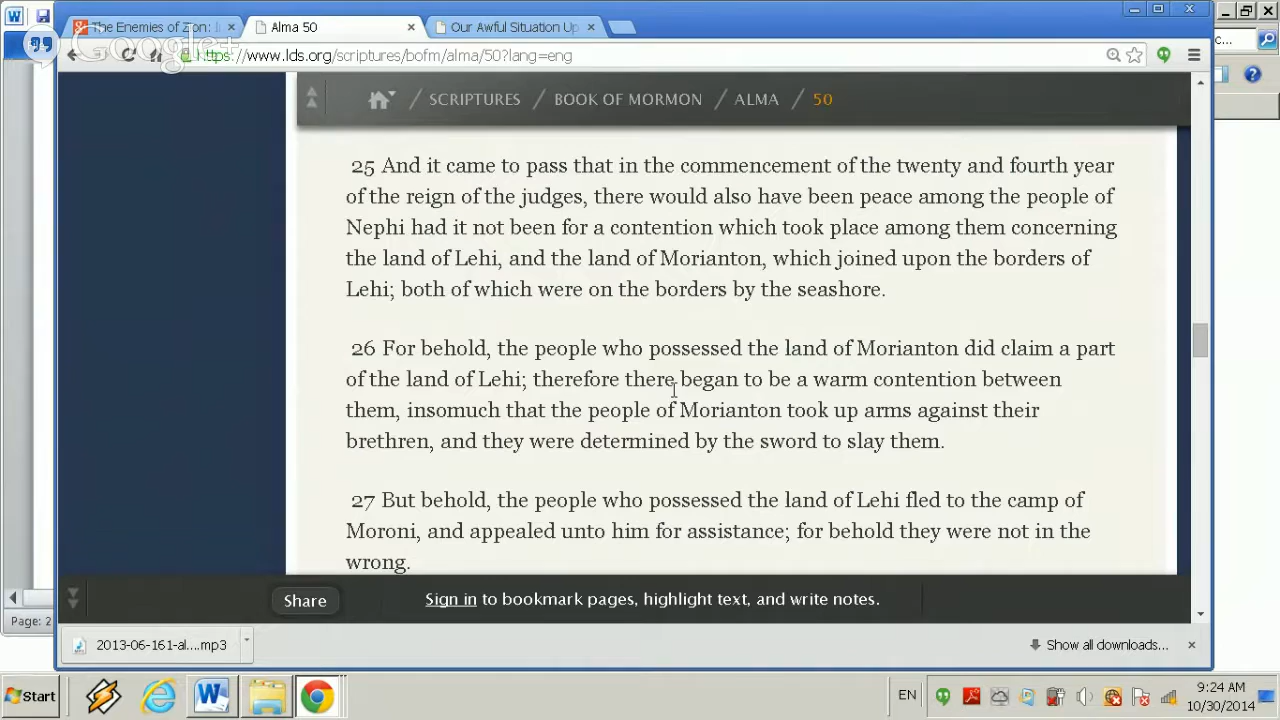 The Enemies of Zion: I
Alma 50
Our Awful Situation Up
Google+
https://www.lds.org/scriptures/bofm/alma/50?lang=eng
c...
/ SCRIPTURES / BOOK OF MORMON / ALMA / 50
25 And it came to pass that in the commencement of the twenty and fourth year
of the reign of the judges, there would also have been peace among the people of
Nephi had it not been for a contention which took place among them concerning
the land of Lehi, and the land of Morianton, which joined upon the borders of
Lehi; both of which were on the borders by the seashore.
26 For behold, the people who possessed the land of Morianton did claim a part
of the land of Lehi; therefore there began to be a warm contention between
them, insomuch that the people of Morianton took up arms against their
brethren, and they were determined by the sword to slay them.
27 But behold, the people who possessed the land of Lehi fled to the camp of
Moroni, and appealed unto him for assistance; for behold they were not in the
wrong.
Share
Sign in to bookmark pages, highlight text, and write notes.
Page: 2
2013-06-161-al....mp3
Show all downloads...
Start
EN
9:24 AM
10/30/2014